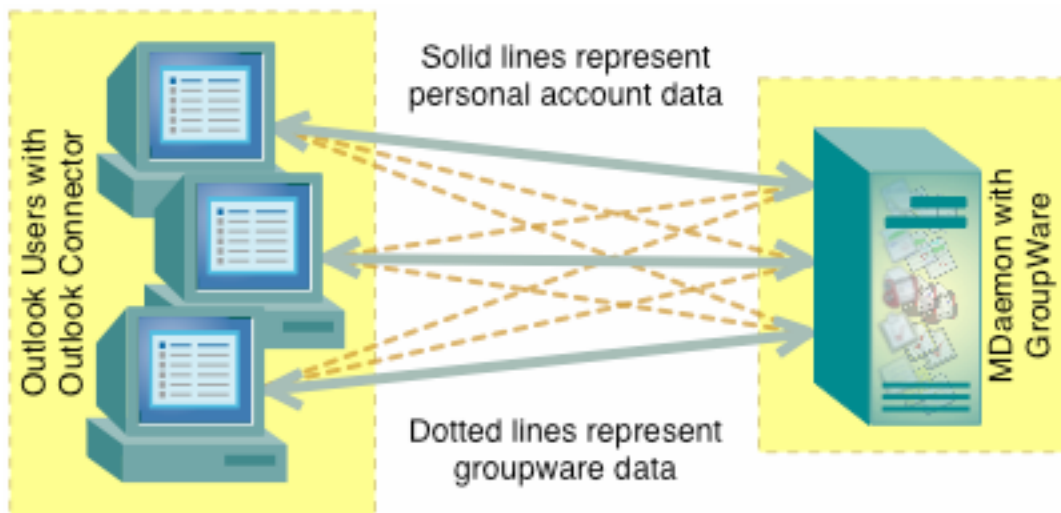 Outlook Users with
Outlook Connector
Solid lines represent
personal account data
Dotted lines represent
groupware data
MDaemon with
GroupWare